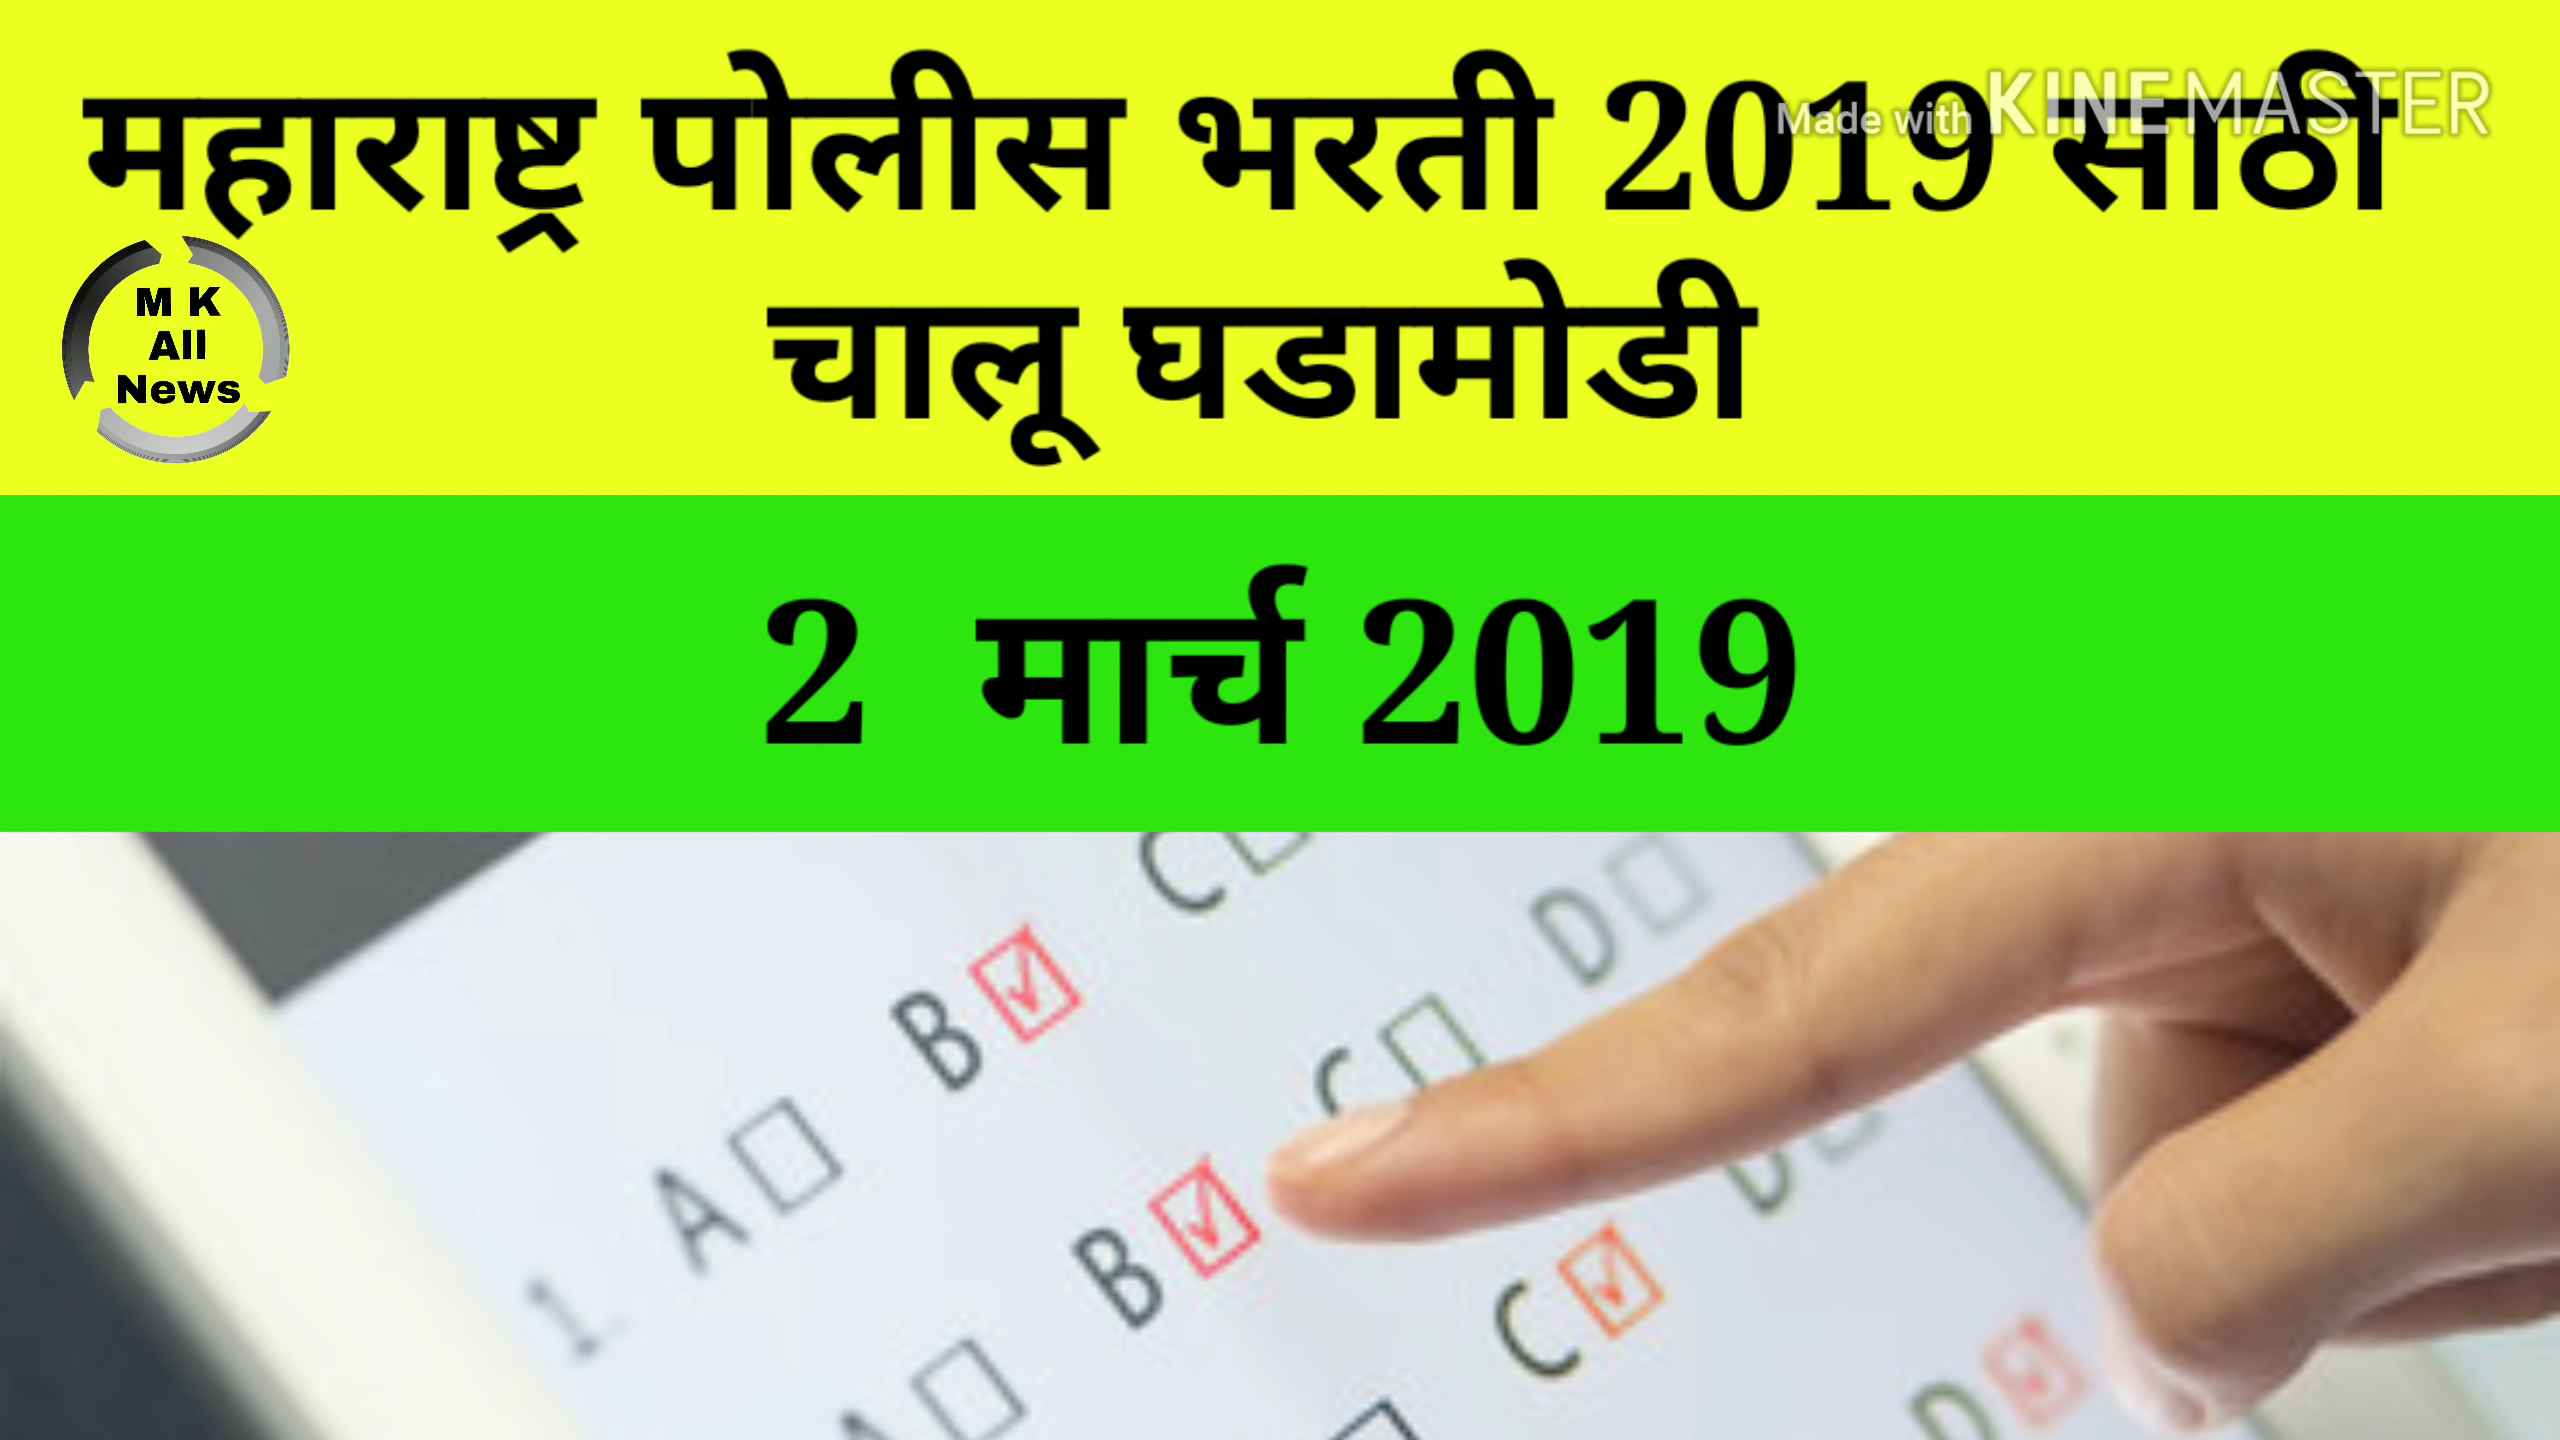 महाराष्ट्र पोलीस भरती 2019 साठी
Made with KINEMASTER
चालू घडामोडी
M K
All
News
2 मार्च 2019
C
D
B
C
1 A
B
D
C
A
D